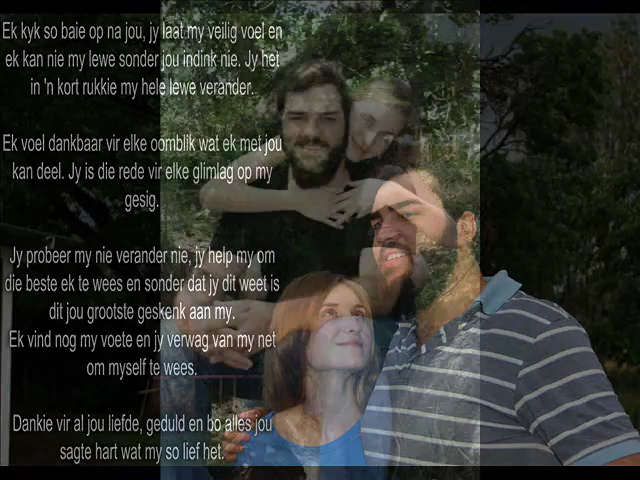 Ek kyk so baie op na jou, jy laat my veilig voel en
ek kan nie my lewe sonder jou indink nie. Jy het
in 'n kort rukkie my hele lewe verander.
Ek voel dankbaar vir elke oomblik wat ek met jou
kan deel. Jy is die rede vir elke glimlag op my
gesig.
Jy probeer my nie verander nie, jy help my om
die beste ek te wees en sonder dat jy dit weet is
dit jou grootste geskenk aan my.
Ek vind nog my voete en jy verwag van my net
om myself te wees.
Dankie vir al jou liefde, geduld en bo alles jou
sagte hart wat my so lief het.